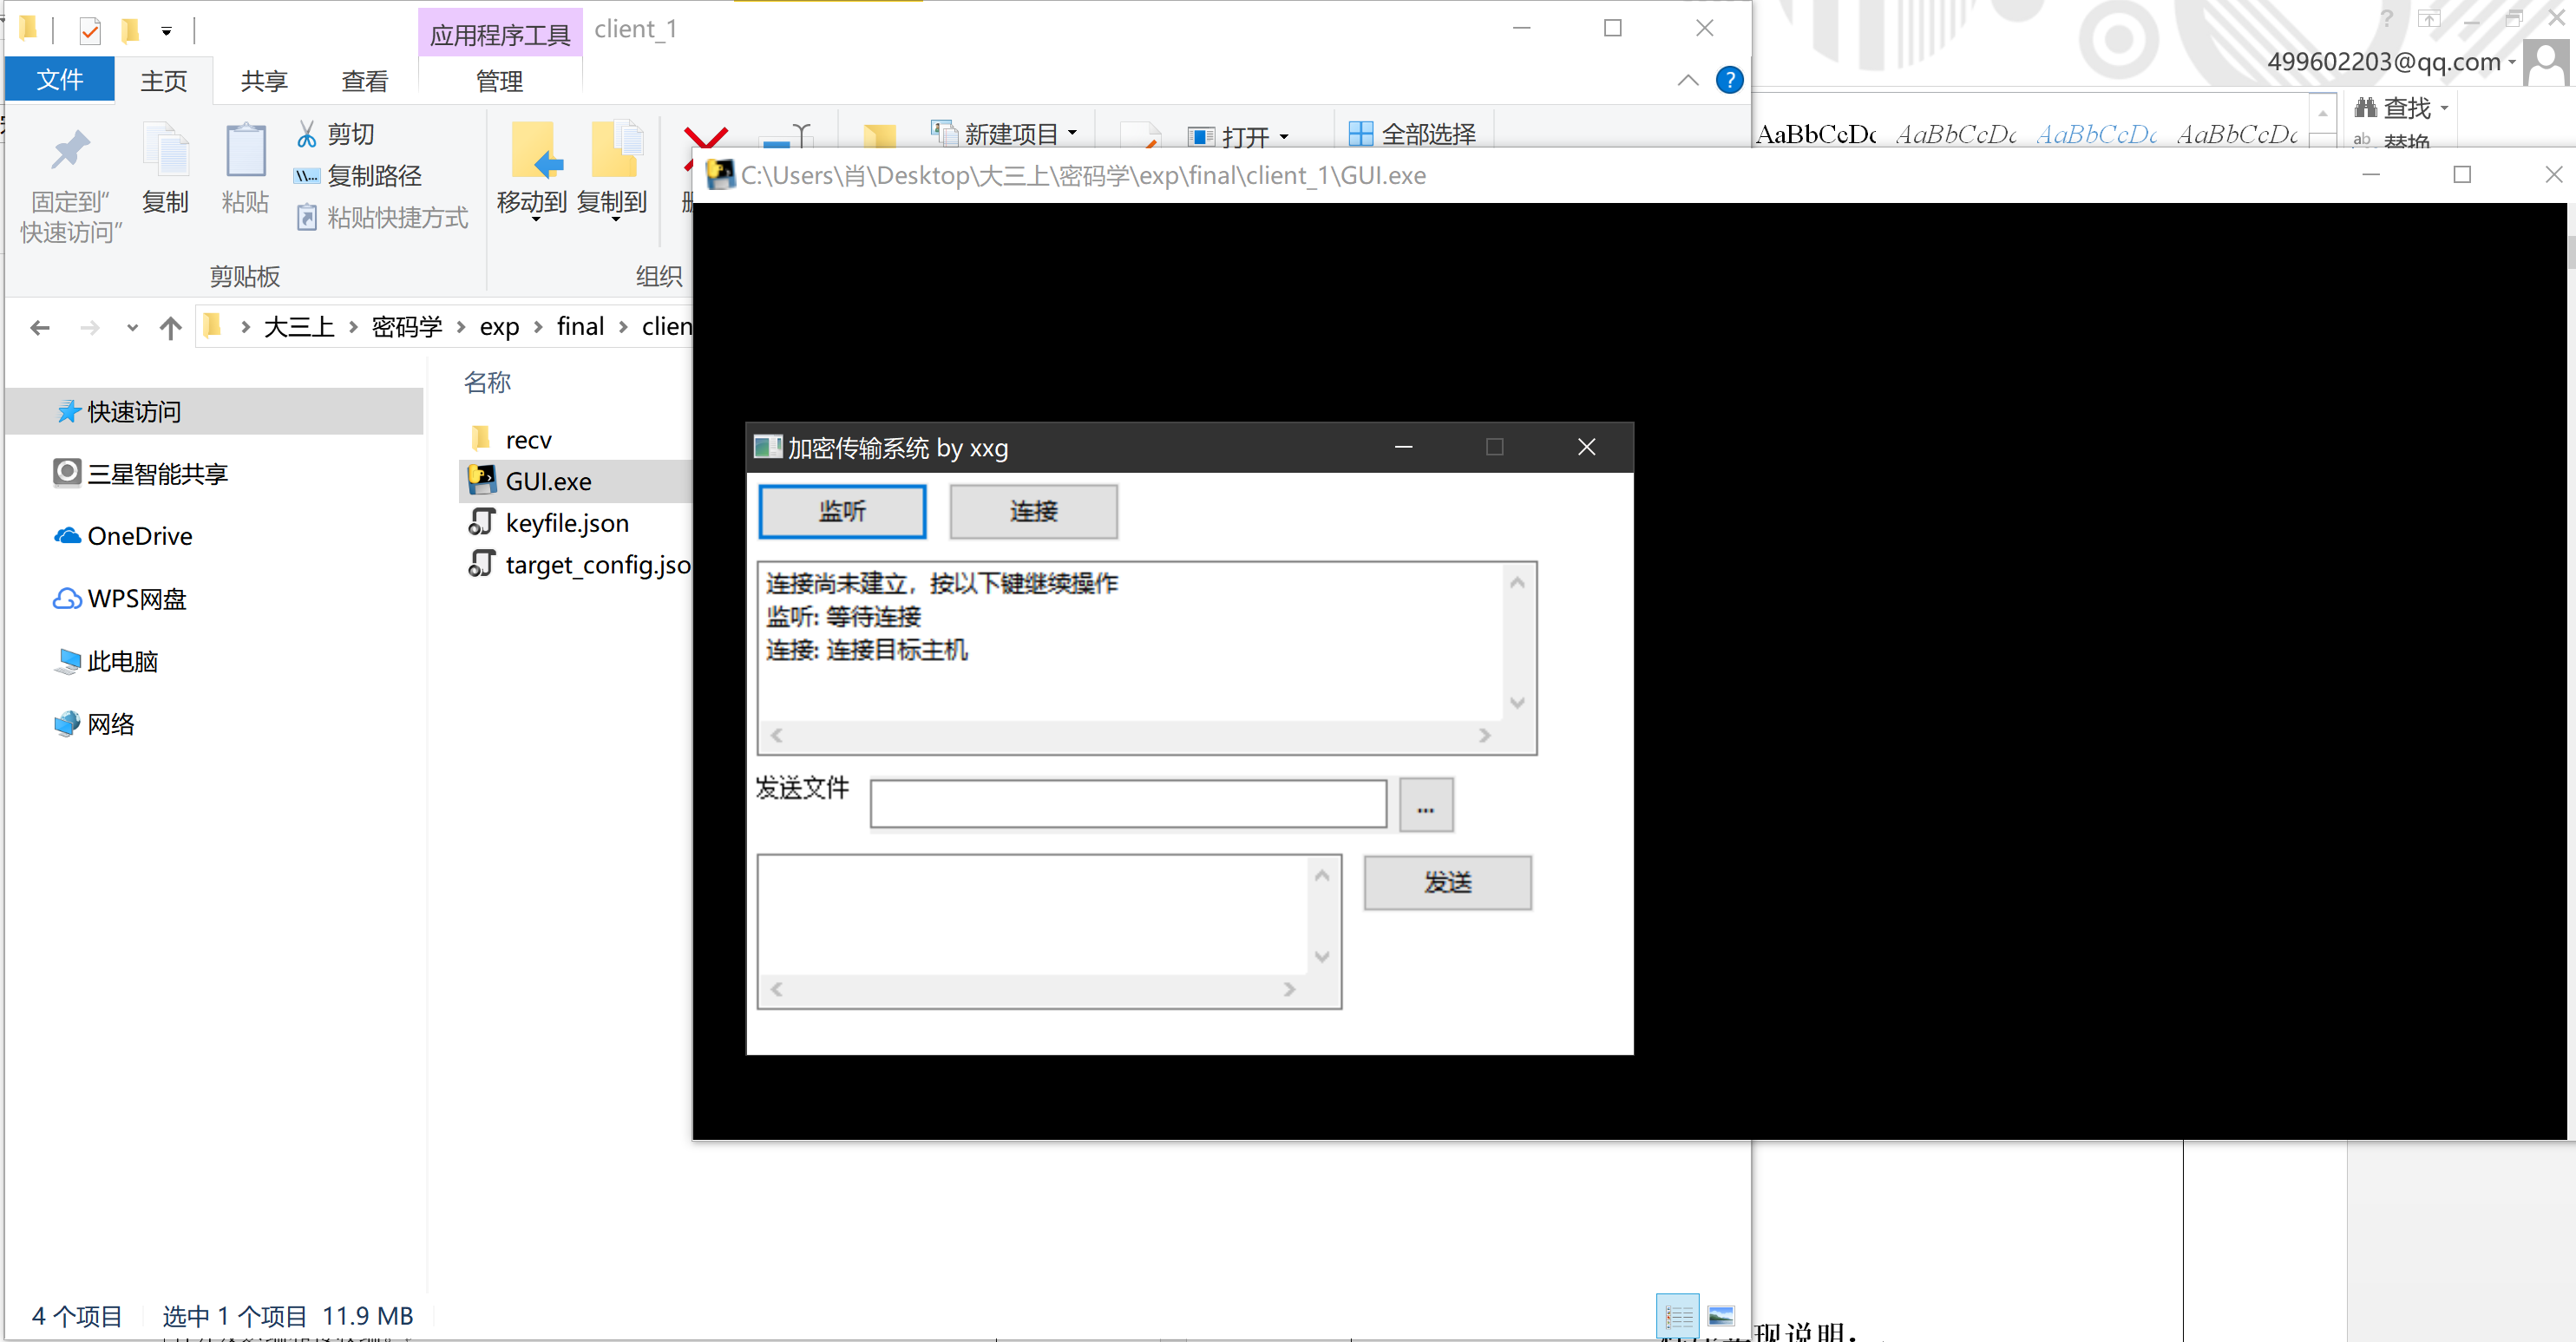 应用程序工具
client_1
499602203@qq.com
文件
主页
共享
查看
管理
固定到“
快速访问”
复制
粘贴
剪切
复制路径
粘贴快捷方式
移动到
复制到
新建项目
打开
全部选择
剪贴板
组织
AaBbCcDc
AaBbCcDc
AaBbCcDc
AaBbCcDc
查找
替换
C:\Users\肖\Desktop\大三上\密码学\exp\final\client_1\GUI.exe
大三上 > 密码学 > exp > final > clien
名称
快速访问
三星智能共享
OneDrive
WPS网盘
此电脑
网络
recv
GUI.exe
keyfile.json
target_config.jso
加密传输系统 by xxg
监听
连接
连接尚未建立，按以下键继续操作
监听: 等待连接
连接: 连接目标主机
发送文件
...
发送
4 个项目
选中 1 个项目 11.9 MB
现说明：